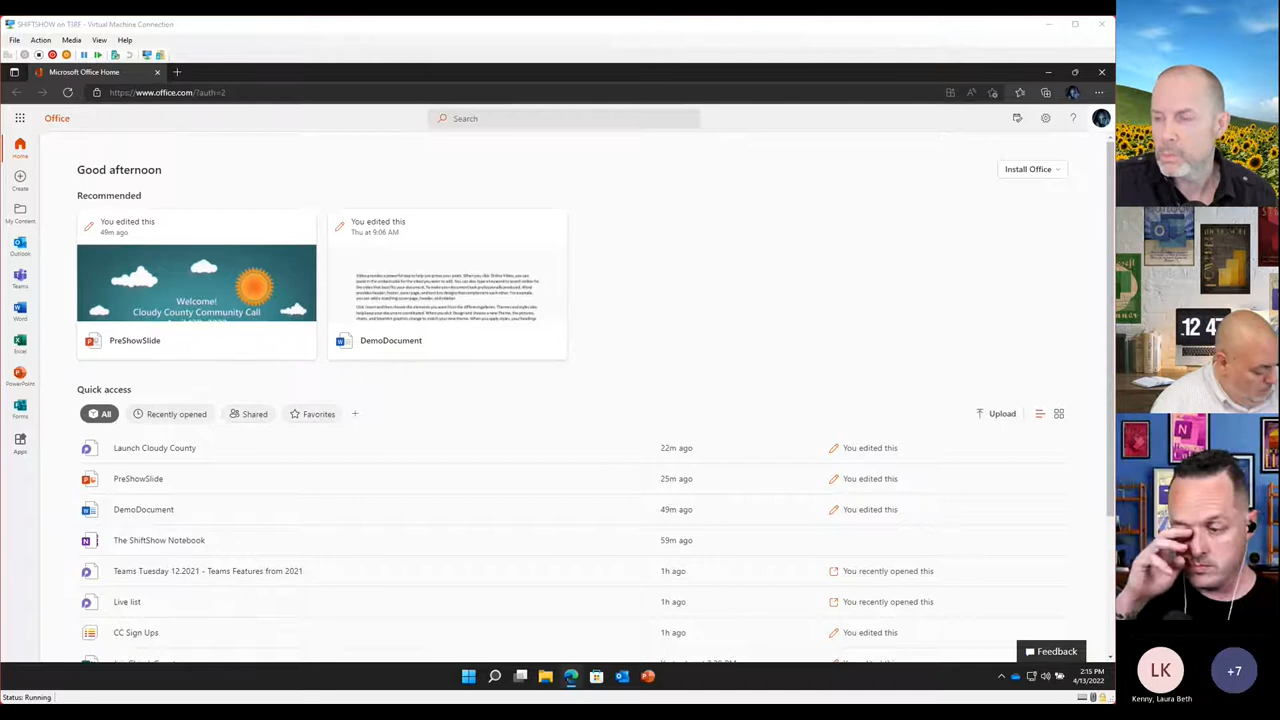 SHIFTSHOW on T3RF - Virtual Machine Connection
File Action Media View Help
Microsoft Office Home
https://www.office.com/?auth=2
Office
Search
Good afternoon
Install Office
Recommended
Home
Create
My Content
Outlook
Teams
Word
Excel
PowerPoint
Forms
Apps
You edited this
49m ago
Welcome!
Cloudy County Community Call
PreShowSlide
You edited this
Thu at 9:06 AM
DemoDocument
Quick access
All Recently opened Shared Favorites
Upload
Launch Cloudy County 22m ago You edited this
PreShowSlide 25m ago You edited this
DemoDocument 49m ago You edited this
The ShiftShow Notebook 59m ago
Teams Tuesday 12.2021 - Teams Features from 2021 1h ago You recently opened this
Live list 1h ago You recently opened this
CC Sign Ups 1h ago You edited this
Feedback
2:15 PM
4/13/2022
Status: Running
12 47
LK
Kenny, Laura Beth
+7